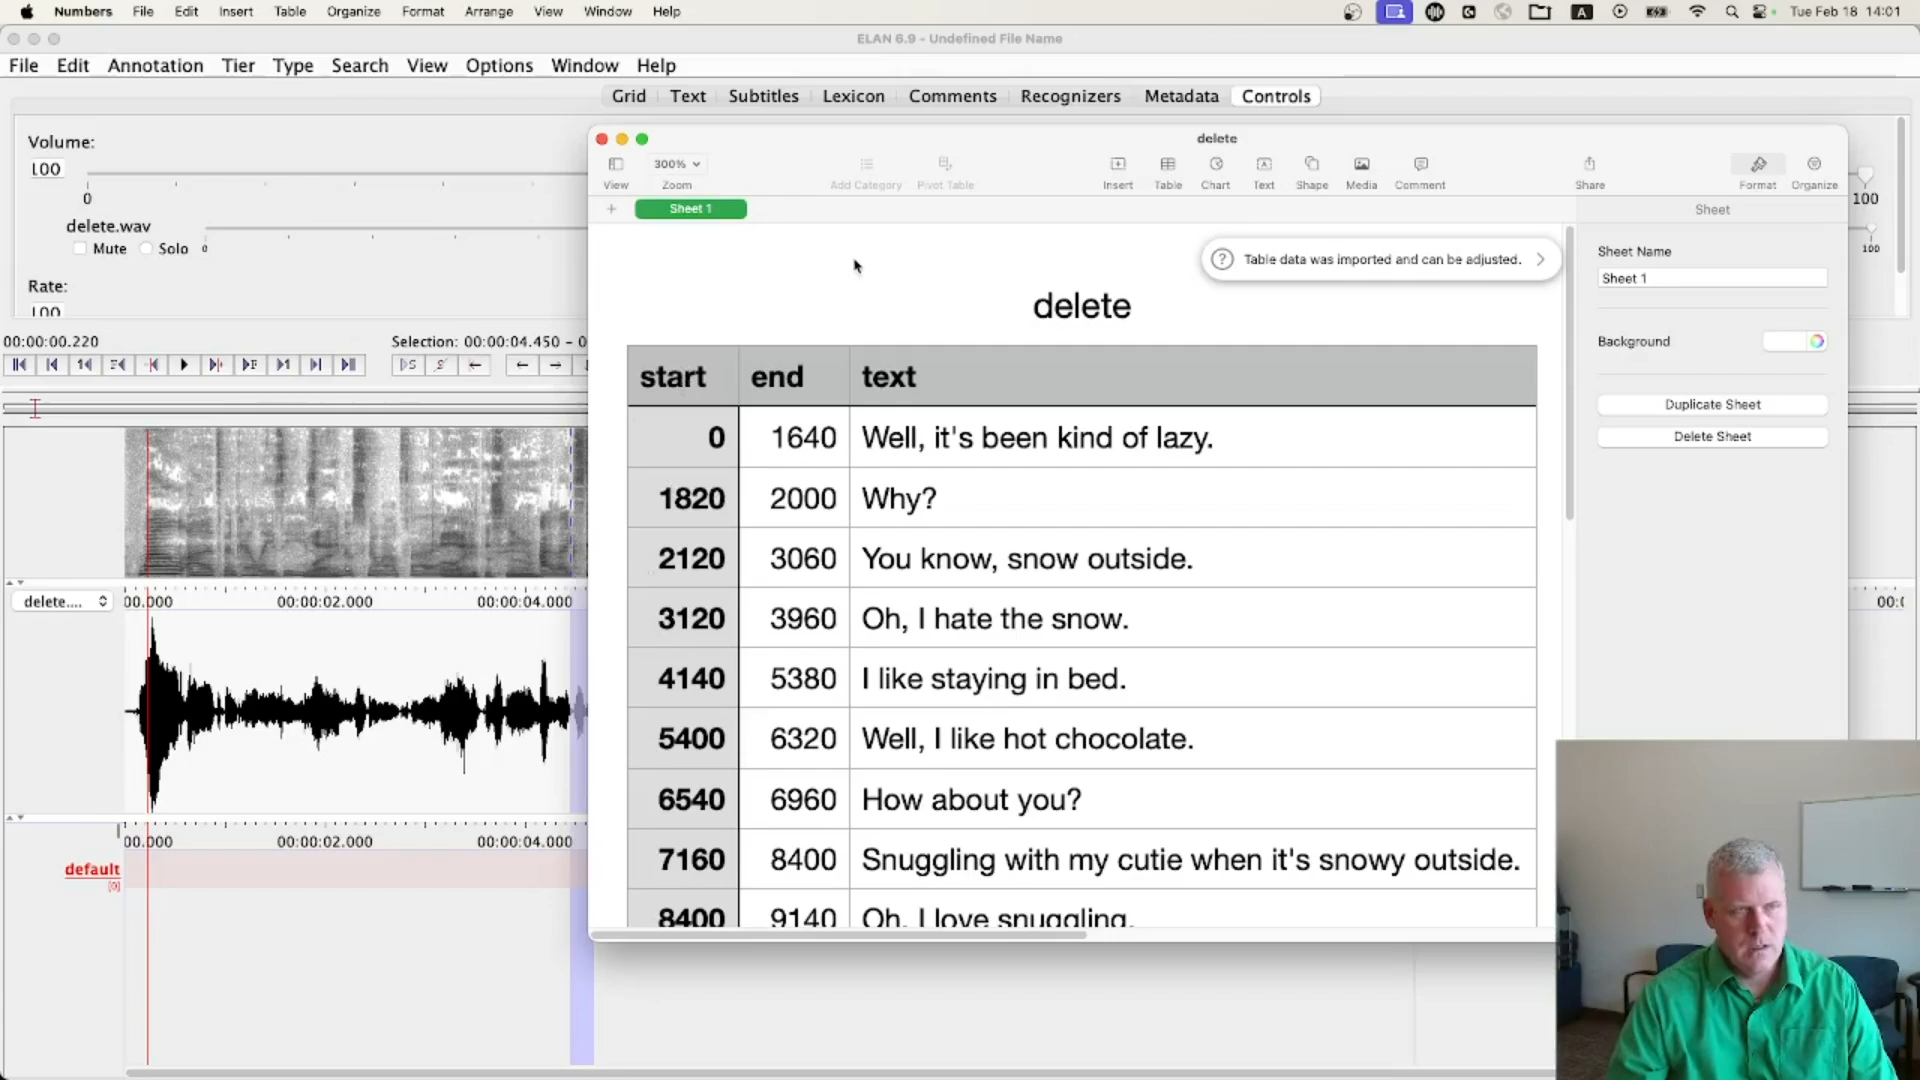 Numbers File Edit Insert Table Organize Format Arrange View Window Help
Tue Feb 18 14:01
ELAN 6.9 - Undefined File Name
File Edit Annotation Tier Type Search View Options Window Help
Grid Text Subtitles Lexicon Comments Recognizers Metadata Controls
Volume:
100
0
100
delete.wav
Mute Solo 0
100
Rate:
100
00:00:00.220
Selection: 00:00:04.450 - 0
delete....
00.000 00:00:02.000 00:00:04.000
00:(
00.000 00:00:02.000 00:00:04.000
default
[0]
delete
300%
View Zoom Add Category Pivot Table Insert Table Chart Text Shape Media Comment Share Format Organize
+ Sheet 1
Sheet
Table data was imported and can be adjusted.
Sheet Name
Sheet 1
Background
Duplicate Sheet
Delete Sheet
delete
start end text
0 1640 Well, it's been kind of lazy.
1820 2000 Why?
2120 3060 You know, snow outside.
3120 3960 Oh, I hate the snow.
4140 5380 I like staying in bed.
5400 6320 Well, I like hot chocolate.
6540 6960 How about you?
7160 8400 Snuggling with my cutie when it's snowy outside.
8400 9140 Oh, I love snuggling.